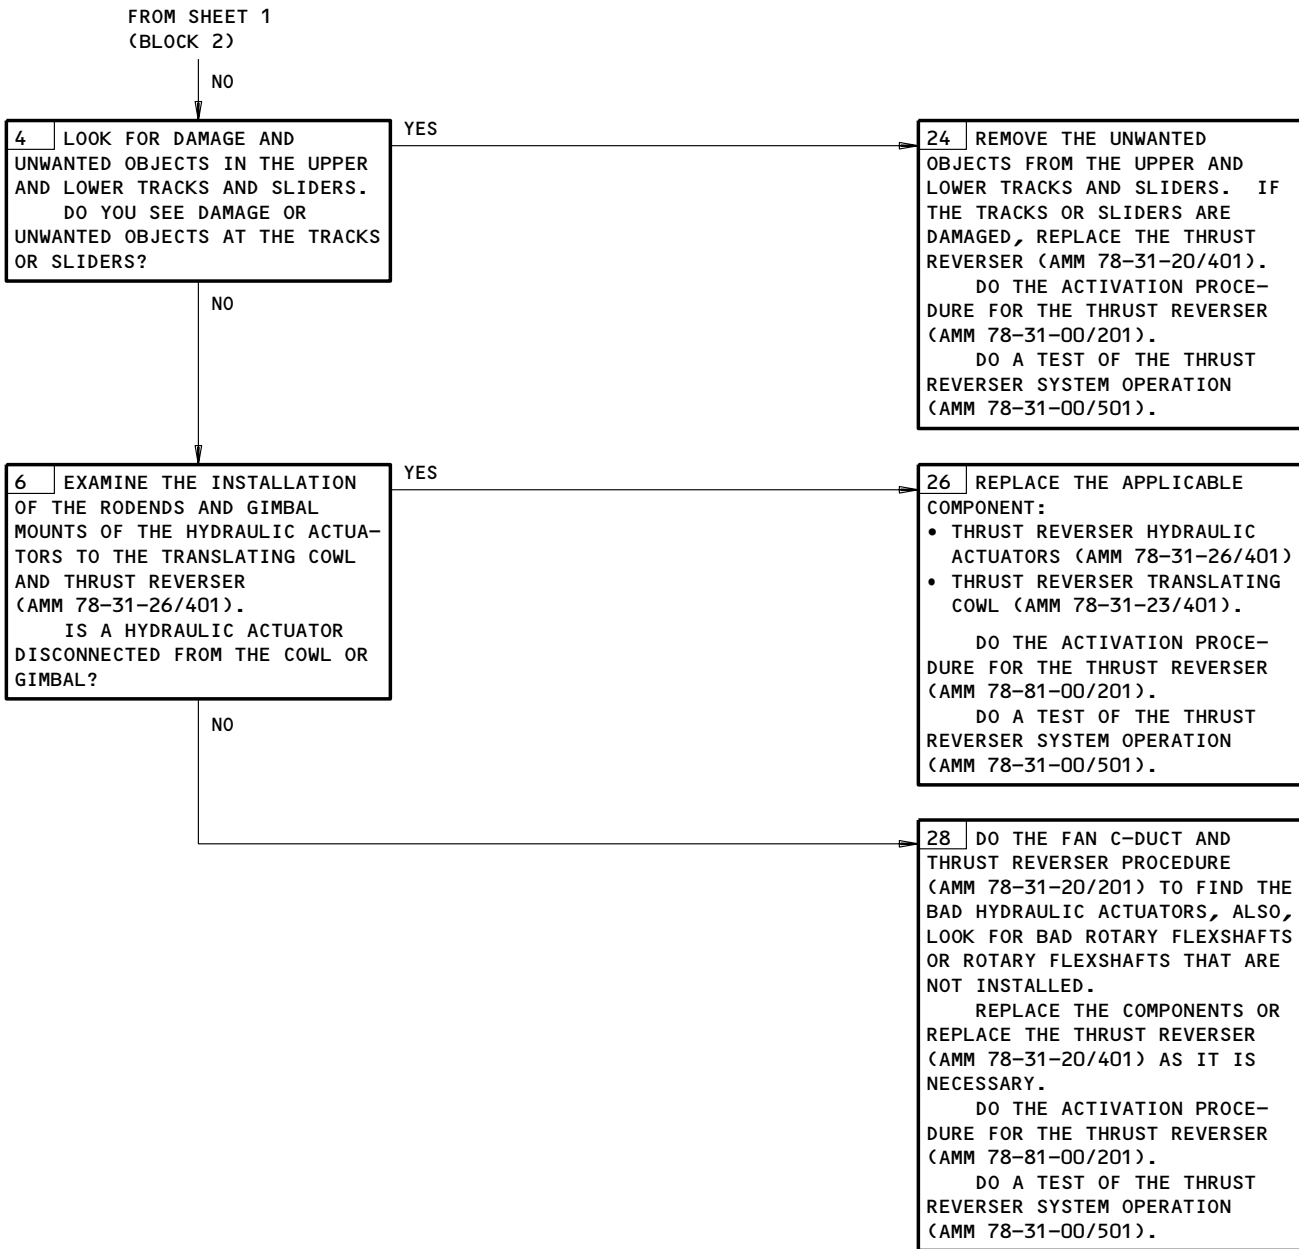 FROM SHEET 1
(BLOCK 2)
NO
4 LOOK FOR DAMAGE AND
UNWANTED OBJECTS IN THE UPPER
AND LOWER TRACKS AND SLIDERS.
DO YOU SEE DAMAGE OR
UNWANTED OBJECTS AT THE TRACKS
OR SLIDERS?
YES
24 REMOVE THE UNWANTED
OBJECTS FROM THE UPPER AND
LOWER TRACKS AND SLIDERS. IF
THE TRACKS OR SLIDERS ARE
DAMAGED, REPLACE THE THRUST
REVERSER (AMM 78-31-20/401).
DO THE ACTIVATION PROCE-
DURE FOR THE THRUST REVERSER
(AMM 78-31-00/201).
DO A TEST OF THE THRUST
REVERSER SYSTEM OPERATION
(AMM 78-31-00/501).
NO
6 EXAMINE THE INSTALLATION
OF THE RODENDS AND GIMBAL
MOUNTS OF THE HYDRAULIC ACTUA-
TORS TO THE TRANSLATING COWL
AND THRUST REVERSER
(AMM 78-31-26/401).
IS A HYDRAULIC ACTUATOR
DISCONNECTED FROM THE COWL OR
GIMBAL?
YES
26 REPLACE THE APPLICABLE
COMPONENT:
• THRUST REVERSER HYDRAULIC
ACTUATORS (AMM 78-31-26/401)
• THRUST REVERSER TRANSLATING
COWL (AMM 78-31-23/401).
DO THE ACTIVATION PROCE-
DURE FOR THE THRUST REVERSER
(AMM 78-81-00/201).
DO A TEST OF THE THRUST
REVERSER SYSTEM OPERATION
(AMM 78-31-00/501).
NO
28 DO THE FAN C-DUCT AND
THRUST REVERSER PROCEDURE
(AMM 78-31-20/201) TO FIND THE
BAD HYDRAULIC ACTUATORS, ALSO,
LOOK FOR BAD ROTARY FLEXSHAFTS
OR ROTARY FLEXSHAFTS THAT ARE
NOT INSTALLED.
REPLACE THE COMPONENTS OR
REPLACE THE THRUST REVERSER
(AMM 78-31-20/401) AS IT IS
NECESSARY.
DO THE ACTIVATION PROCE-
DURE FOR THE THRUST REVERSER
(AMM 78-81-00/201).
DO A TEST OF THE THRUST
REVERSER SYSTEM OPERATION
(AMM 78-31-00/501).